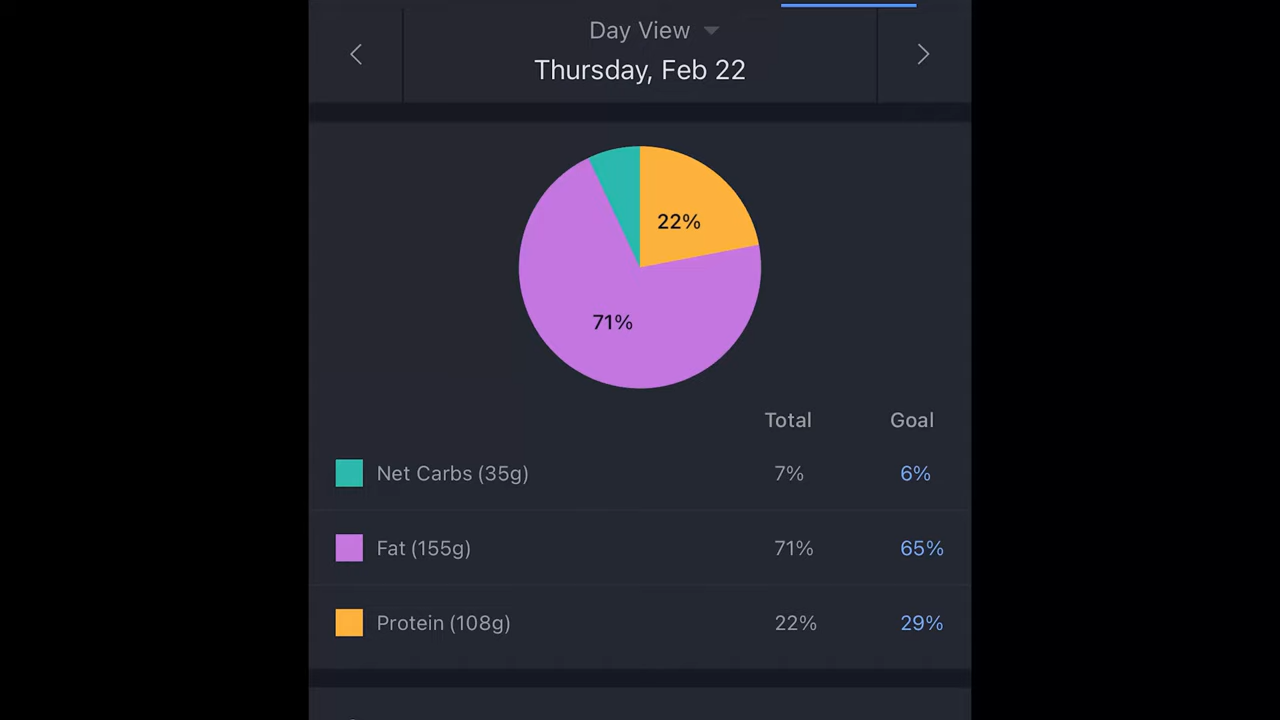 Day View
Thursday, Feb 22
22%
71%
Total Goal
Net Carbs (35g) 7% 6%
Fat (155g) 71% 65%
Protein (108g) 22% 29%